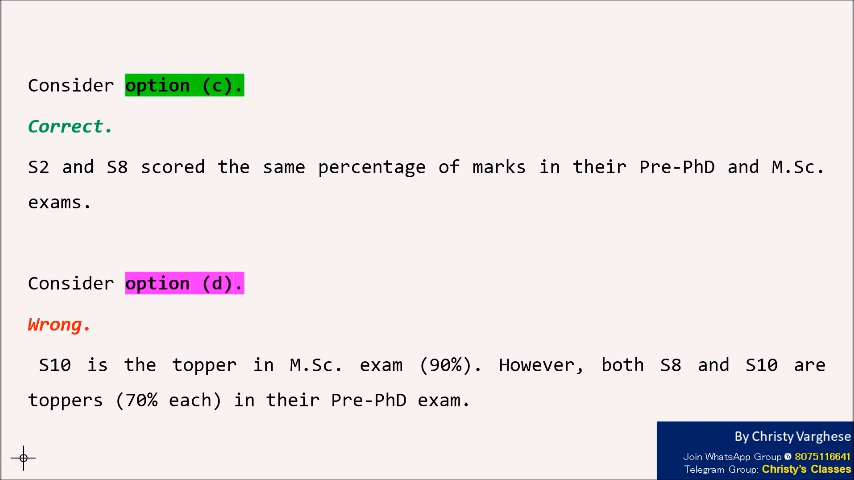 Consider option (c).
Correct.
S2 and S8 scored the same percentage of marks in their Pre-PhD and M.Sc.
exams.
Consider option (d).
Wrong.
S10 is the topper in M.Sc. exam (90%). However, both S8 and S10 are
toppers (70% each) in their Pre-PhD exam.
By Christy Varghese
Join WhatsApp Group 8075116641
Telegram Group: Christy's Classes